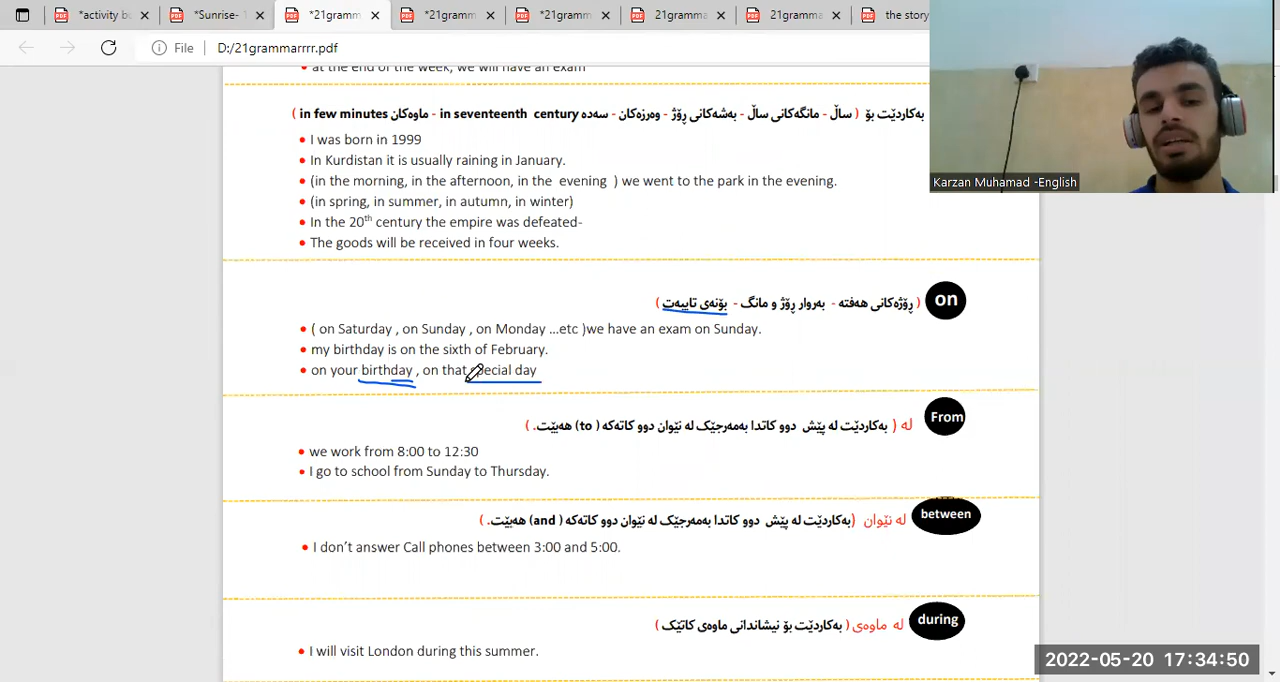 *activity bu
*Sunrise-
*21gramm
*21gramm
*21gramm
21gramma
21gramma
the story
File D:/21grammarrrr.pdf
• at the end of the week, we will have an exam
بەکاردێت بۆ ( ساڵ - مانگەکانی ساڵ - بەشەکانی ڕۆژ - وەرزەکان - سەدە in seventeenth century - ماوەکان in few minutes )
• I was born in 1999
• In Kurdistan it is usually raining in January.
• (in the morning, in the afternoon, in the evening ) we went to the park in the evening.
• (in spring, in summer, in autumn, in winter)
• In the 20th century the empire was defeated-
• The goods will be received in four weeks.
on
( ڕۆژەکانی هەفتە - بەروار ڕۆژ و مانگ - بۆنەی تایبەت )
• ( on Saturday , on Sunday , on Monday ...etc )we have an exam on Sunday.
• my birthday is on the sixth of February.
• on your birthday , on that special day
From
لە ( بەکاردێت لە پێش دوو کاتدا بەمەرجێک لە نێوان دوو کاتەکە ( to ) هەبێت. )
• we work from 8:00 to 12:30
• I go to school from Sunday to Thursday.
between
لە نێوان (بەکاردێت لە پێش دوو کاتدا بەمەرجێک لە نێوان دوو کاتەکە ( and ) هەبێت. )
• I don't answer Call phones between 3:00 and 5:00.
during
لە ماوەی ( بەکاردێت بۆ نیشاندانی ماوەی کاتێک )
• I will visit London during this summer.
Karzan Muhamad -English
2022-05-20 17:34:50